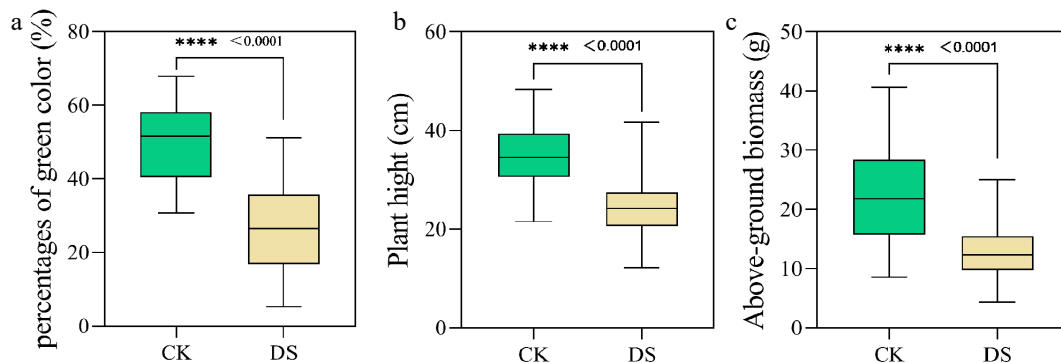 a
percentages of green color (%)
**** <0.0001
80
60
40
20
0
CK DS
b
Plant hight (cm)
**** <0.0001
60
40
20
0
CK DS
c
Above-ground biomass (g)
**** <0.0001
50
40
30
20
10
0
CK DS